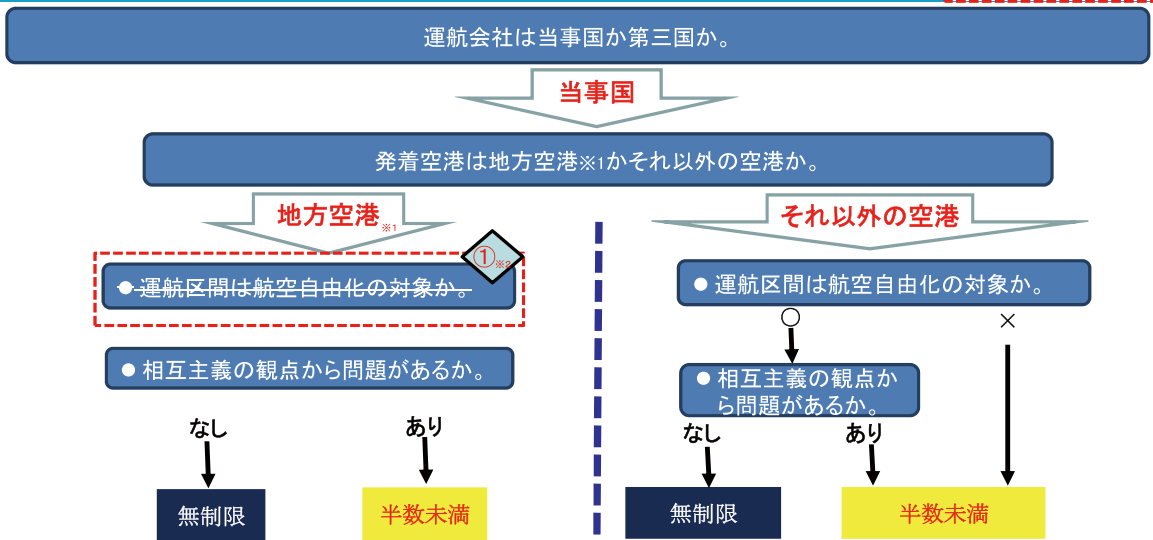 運航会社は当事国か第三国か。
当事国
発着空港は地方空港※1かそれ以外の空港か。
地方空港※1
それ以外の空港
①※2
● 運航区間は航空自由化の対象か。
● 運航区間は航空自由化の対象か。
○
×
● 相互主義の観点から問題があるか。
● 相互主義の観点か
ら問題があるか。
なし
あり
なし
あり
無制限
半数未満
無制限
半数未満